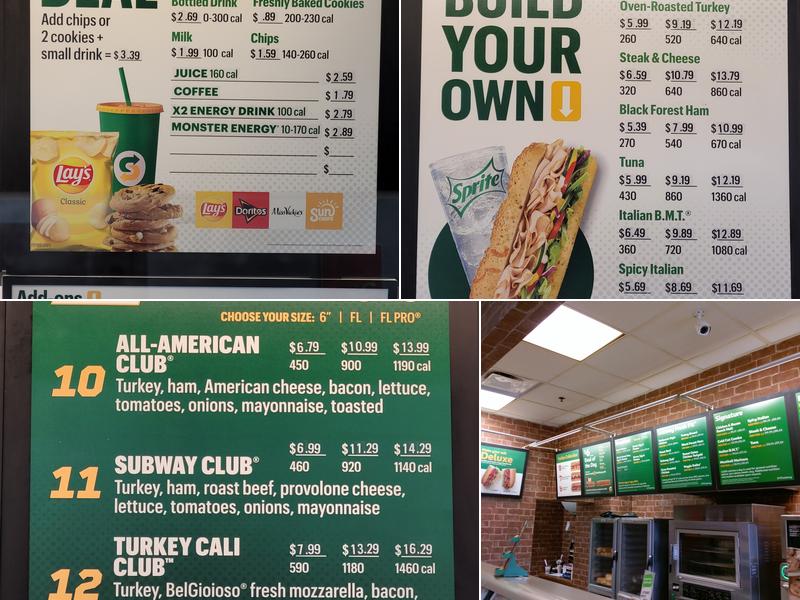 DEAL
Add chips or
2 cookies +
small drink = $3.39
Bottled Drink
$2.69 0-300 cal
Freshly Baked Cookies
$ .89 200-230 cal
Milk
$1.99 100 cal
Chips
$1.59 140-260 cal
JUICE 160 cal $2.59
COFFEE $1.79
X2 ENERGY DRINK 100 cal $2.79
MONSTER ENERGY® 10-170 cal $2.89
$
$
Lay's
Classic
Lay's
Doritos
Miss Vickie's
Sun
Add-ons
BUILD
YOUR
OWN
Sprite
Oven-Roasted Turkey
$5.99 $9.19 $12.19
260 520 640 cal
Steak & Cheese
$6.59 $10.79 $13.79
320 640 860 cal
Black Forest Ham
$5.39 $7.99 $10.99
270 540 670 cal
Tuna
$5.99 $9.19 $12.19
430 860 1360 cal
Italian B.M.T.®
$6.49 $9.89 $12.89
360 720 1080 cal
Spicy Italian
$5.69 $8.69 $11.69
CHOOSE YOUR SIZE: 6" | FL | FL PRO®
10
ALL-AMERICAN
CLUB®
$6.79 $10.99 $13.99
450 900 1190 cal
Turkey, ham, American cheese, bacon, lettuce,
tomatoes, onions, mayonnaise, toasted
11
SUBWAY CLUB®
$6.99 $11.29 $14.29
460 920 1140 cal
Turkey, ham, roast beef, provolone cheese,
lettuce, tomatoes, onions, mayonnaise
12
TURKEY CALI
CLUB™
$7.99 $13.29 $16.29
590 1180 1460 cal
Turkey, BelGioioso® fresh mozzarella, bacon,
Deluxe
Signature